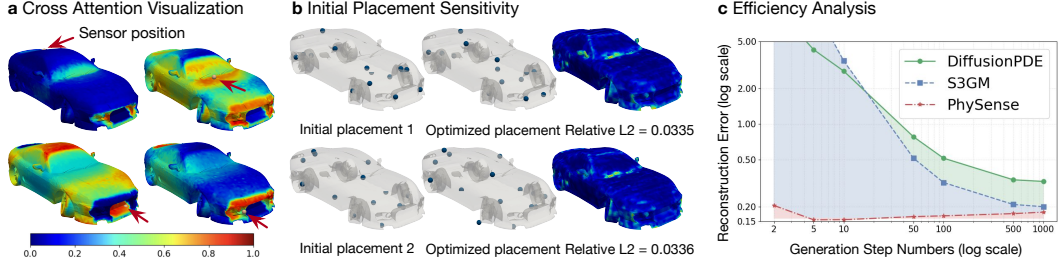 a Cross Attention Visualization
Sensor position
0.0 0.2 0.4 0.6 0.8 1.0
b Initial Placement Sensitivity
Initial placement 1 Optimized placement Relative L2 = 0.0335
Initial placement 2 Optimized placement Relative L2 = 0.0336
c Efficiency Analysis
Reconstruction Error (log scale)
5.00
2.00
1.00
0.50
0.20
0.15
DiffusionPDE
S3GM
PhySense
2 5 10 50 100 500 1000
Generation Step Numbers (log scale)